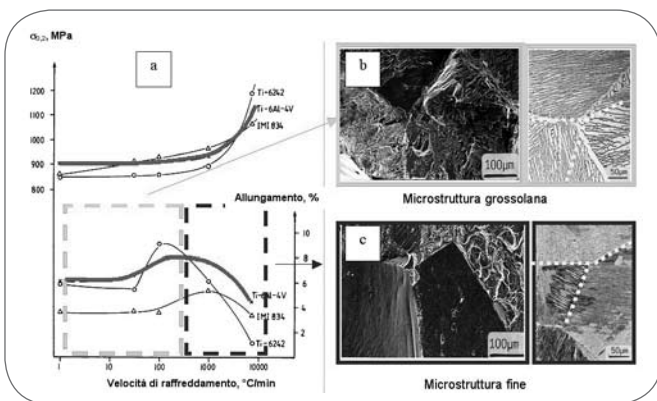 σ0,2, MPa
a
1200
1100
1000
900
800
Ti-6242
Ti-6Al-4V
IMI 834
Allungamento, %
10
8
6
4
2
Ti-6Al-4V
IMI 834
Ti-6242
1
10
100
1000
10000
Velocità di raffreddamento, °C/min
b
100µm
50µm
Microstruttura grossolana
c
100µm
50µm
Microstruttura fine